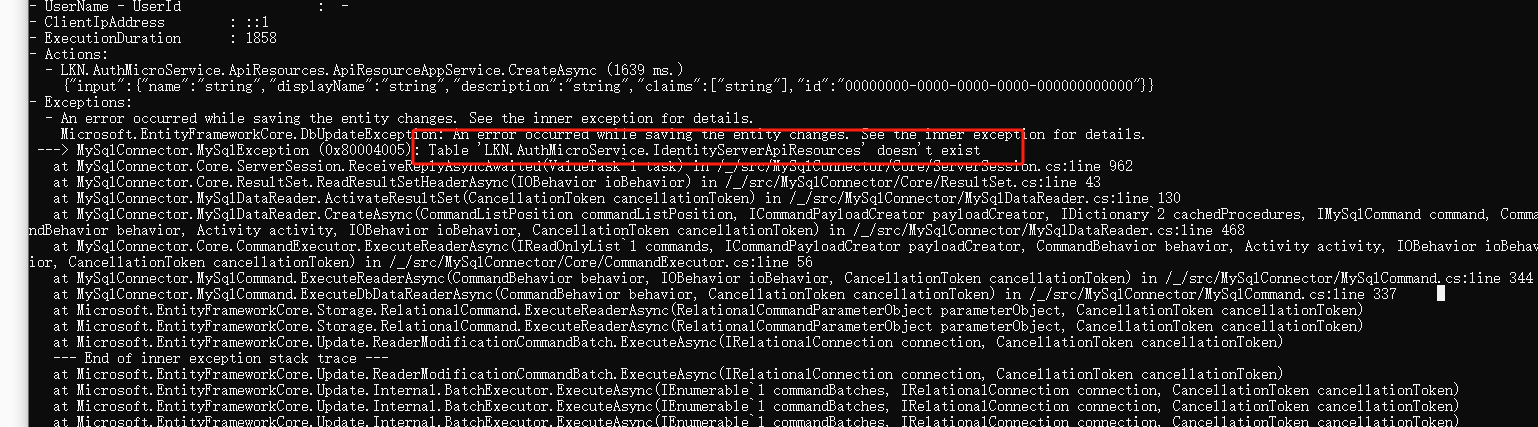 - UserName - UserId : -
- ClientIpAddress : ::1
- ExecutionDuration : 1858
- Actions:
- LKN.AuthMicroService.ApiResources.ApiResourceAppService.CreateAsync (1639 ms.)
{"input":{"name":"string","displayName":"string","description":"string","claims":["string"],"id":"00000000-0000-0000-0000-000000000000"}}
- Exceptions:
- An error occurred while saving the entity changes. See the inner exception for details.
Microsoft.EntityFrameworkCore.DbUpdateException: An error occurred while saving the entity changes. See the inner exception for details.
---> MySqlConnector.MySqlException (0x80004005): Table 'LKN.AuthMicroService.IdentityServerApiResources' doesn't exist
at MySqlConnector.Core.ServerSession.ReceiveReplyAsyncAwaited(ValueTask`1 task) in /_/src/MySqlConnector/Core/ServerSession.cs:line 962
at MySqlConnector.Core.ResultSet.ReadResultSetHeaderAsync(IOBehavior ioBehavior) in /_/src/MySqlConnector/Core/ResultSet.cs:line 43
at MySqlConnector.MySqlDataReader.ActivateResultSet(CancellationToken cancellationToken) in /_/src/MySqlConnector/MySqlDataReader.cs:line 130
at MySqlConnector.MySqlDataReader.CreateAsync(CommandListPosition commandListPosition, ICommandPayloadCreator payloadCreator, IDictionary`2 cachedProcedures, IMySqlCommand command, Comma
ndBehavior behavior, Activity activity, IOBehavior ioBehavior, CancellationToken cancellationToken) in /_/src/MySqlConnector/MySqlDataReader.cs:line 468
at MySqlConnector.Core.CommandExecutor.ExecuteReaderAsync(IReadOnlyList`1 commands, ICommandPayloadCreator payloadCreator, CommandBehavior behavior, Activity activity, IOBehavior ioBehav
ior, CancellationToken cancellationToken) in /_/src/MySqlConnector/Core/CommandExecutor.cs:line 56
at MySqlConnector.MySqlCommand.ExecuteReaderAsync(CommandBehavior behavior, IOBehavior ioBehavior, CancellationToken cancellationToken) in /_/src/MySqlConnector/MySqlCommand.cs:line 344
at MySqlConnector.MySqlCommand.ExecuteDbDataReaderAsync(CommandBehavior behavior, CancellationToken cancellationToken) in /_/src/MySqlConnector/MySqlCommand.cs:line 337
at Microsoft.EntityFrameworkCore.Storage.RelationalCommand.ExecuteReaderAsync(RelationalCommandParameterObject parameterObject, CancellationToken cancellationToken)
at Microsoft.EntityFrameworkCore.Storage.RelationalCommand.ExecuteReaderAsync(RelationalCommandParameterObject parameterObject, CancellationToken cancellationToken)
at Microsoft.EntityFrameworkCore.Update.ReaderModificationCommandBatch.ExecuteAsync(IRelationalConnection connection, CancellationToken cancellationToken)
--- End of inner exception stack trace ---
at Microsoft.EntityFrameworkCore.Update.ReaderModificationCommandBatch.ExecuteAsync(IRelationalConnection connection, CancellationToken cancellationToken)
at Microsoft.EntityFrameworkCore.Update.Internal.BatchExecutor.ExecuteAsync(IEnumerable`1 commandBatches, IRelationalConnection connection, CancellationToken cancellationToken)
at Microsoft.EntityFrameworkCore.Update.Internal.BatchExecutor.ExecuteAsync(IEnumerable`1 commandBatches, IRelationalConnection connection, CancellationToken cancellationToken)
at Microsoft.EntityFrameworkCore.Update.Internal.BatchExecutor.ExecuteAsync(IEnumerable`1 commandBatches, IRelationalConnection connection, CancellationToken cancellationToken)